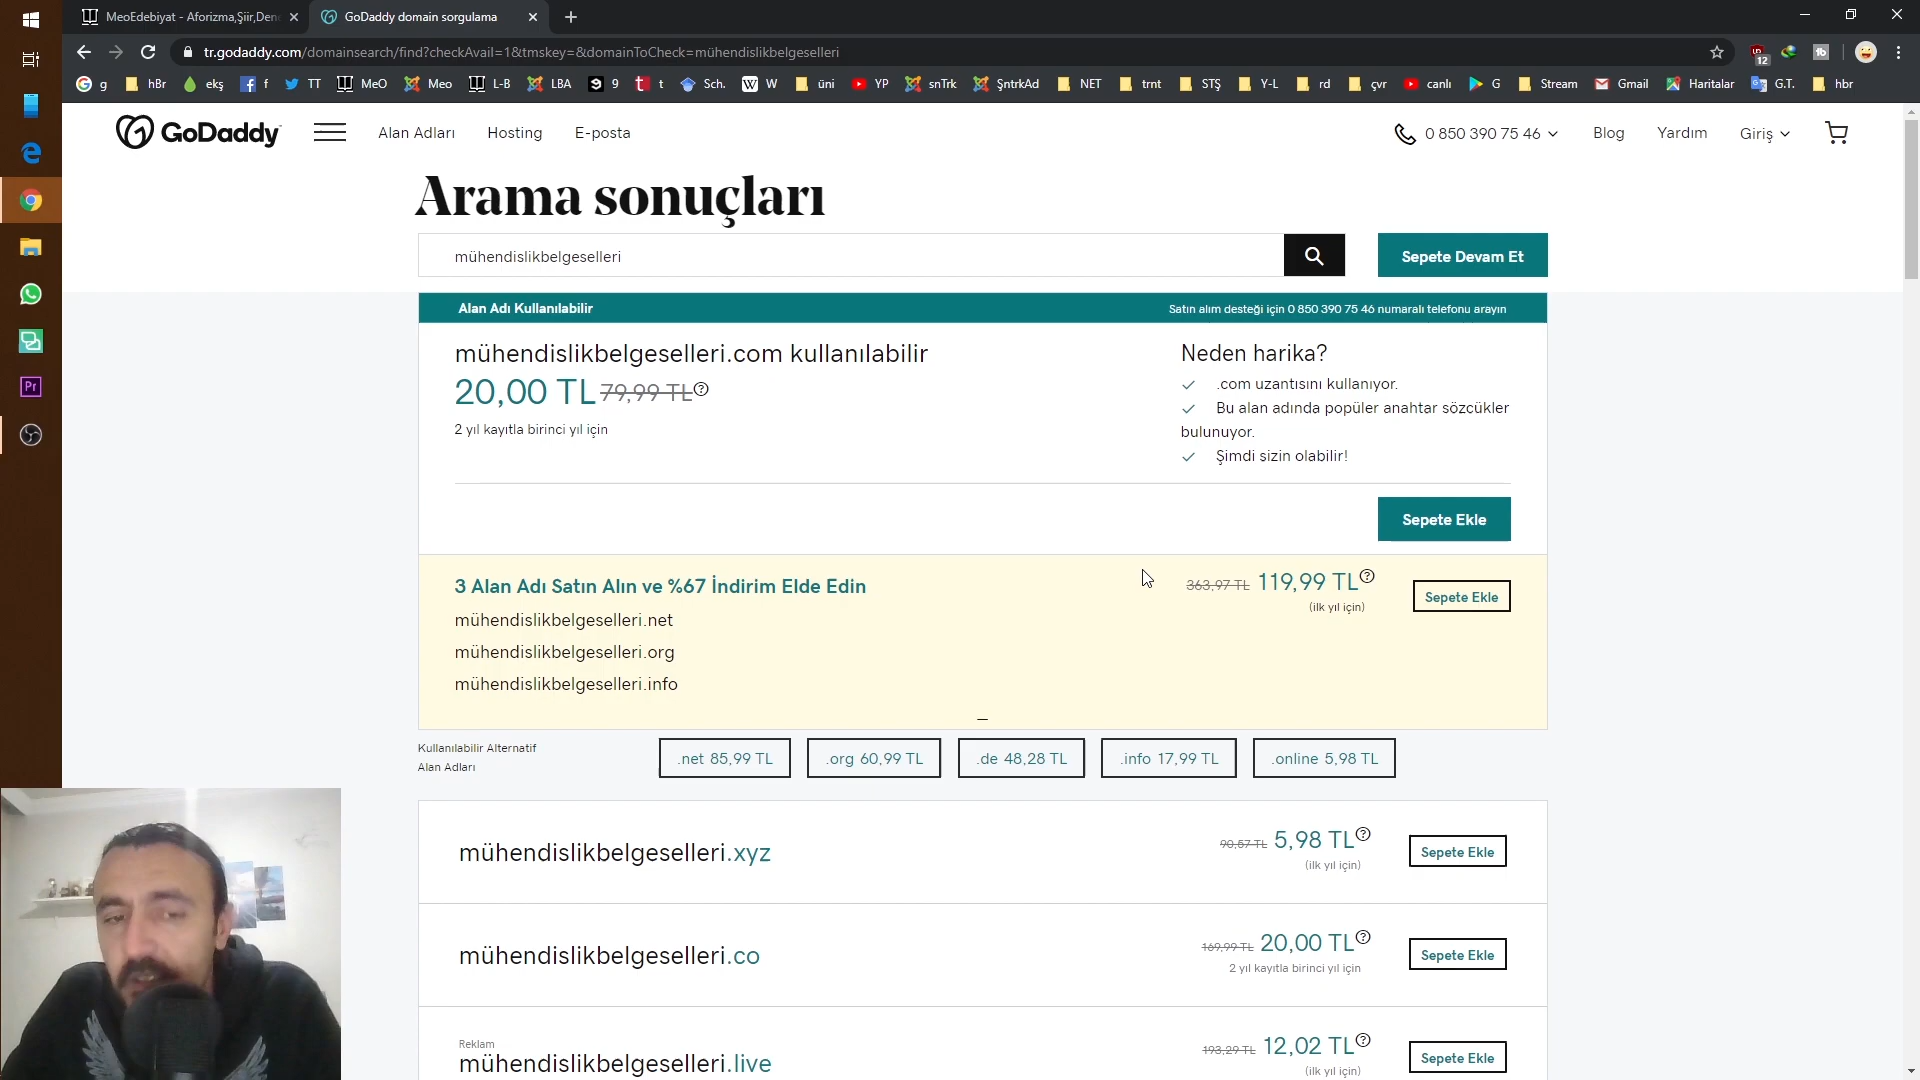 MeoEdebiyat - Aforizma,Şiir,Den
GoDaddy domain sorgulama
tr.godaddy.com/domainsearch/find?checkAvail=1&tmskey=&domainToCheck=mühendislikbelgeselleri
12
g hBr ekş f TT MeO Meo L-B LBA 9 t Sch. W üni YP snTrk ŞntrkAd NET trnt STŞ Y-L rd çvr canlı G Stream Gmail Haritalar G.T. hbr
GoDaddy Alan Adları Hosting E-posta 0 850 390 75 46 Blog Yardım Giriş
Arama sonuçları
mühendislikbelgeselleri
Sepete Devam Et
Alan Adı Kullanılabilir
Satın alım desteği için 0 850 390 75 46 numaralı telefonu arayın
mühendislikbelgeselleri.com kullanılabilir
20,00 TL 79,99 TL
2 yıl kayıtla birinci yıl için
Neden harika?
.com uzantısını kullanıyor.
Bu alan adında popüler anahtar sözcükler
bulunuyor.
Şimdi sizin olabilir!
Sepete Ekle
3 Alan Adı Satın Alın ve %67 İndirim Elde Edin
363,97 TL 119,99 TL
(ilk yıl için)
Sepete Ekle
mühendislikbelgeselleri.net
mühendislikbelgeselleri.org
mühendislikbelgeselleri.info
Kullanılabilir Alternatif
Alan Adları
.net 85,99 TL
.org 60,99 TL
.de 48,28 TL
.info 17,99 TL
.online 5,98 TL
mühendislikbelgeselleri.xyz
90,57 TL 5,98 TL
(ilk yıl için)
Sepete Ekle
mühendislikbelgeselleri.co
169,99 TL 20,00 TL
2 yıl kayıtla birinci yıl için
Sepete Ekle
Reklam
mühendislikbelgeselleri.live
193,29 TL 12,02 TL
(ilk yıl için)
Sepete Ekle
Pr